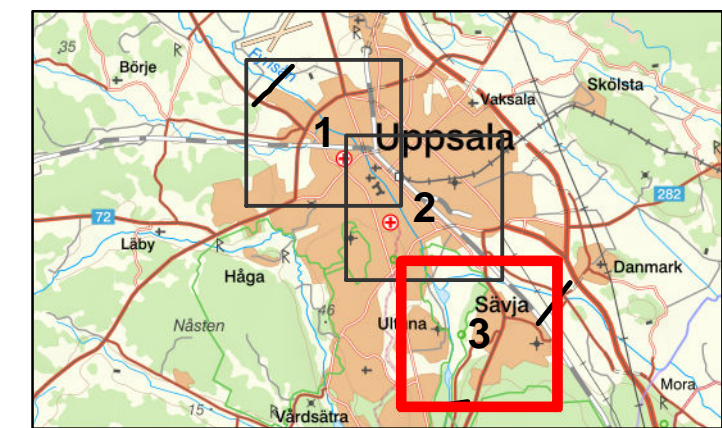 35
Börje
Fyrisån
Skölsta
1
Vaksala
Uppsala
2
72
282
Läby
Håga
Danmark
Nåsten
46
Ultuna
Sävja
3
Mora
15
Vårdsätra